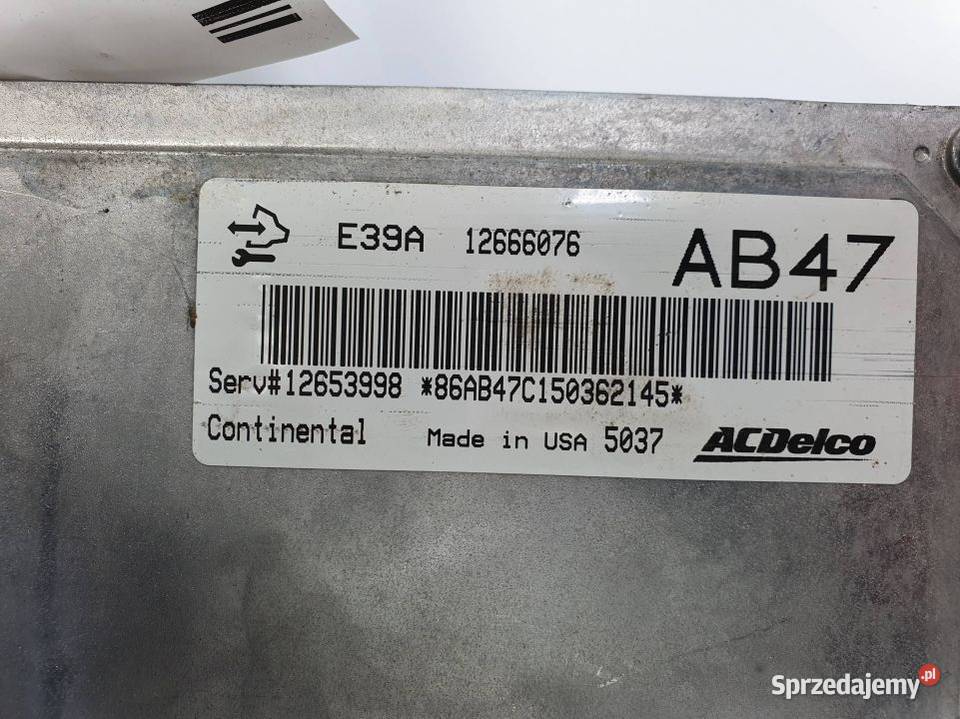 E39A 12666076 AB47
Serv#12653998 *86AB47C150362145*
Continental Made in USA 5037 ACDelco
Sprzedajemy.pl